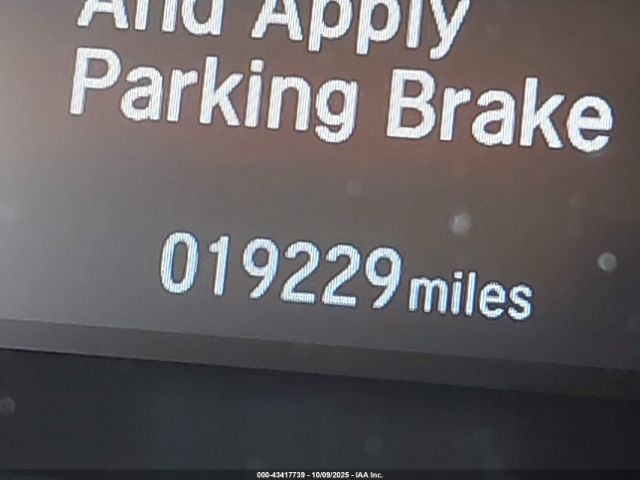 And Apply
Parking Brake
019229 miles
000-43417739 - 10/09/2025 - IAA Inc.